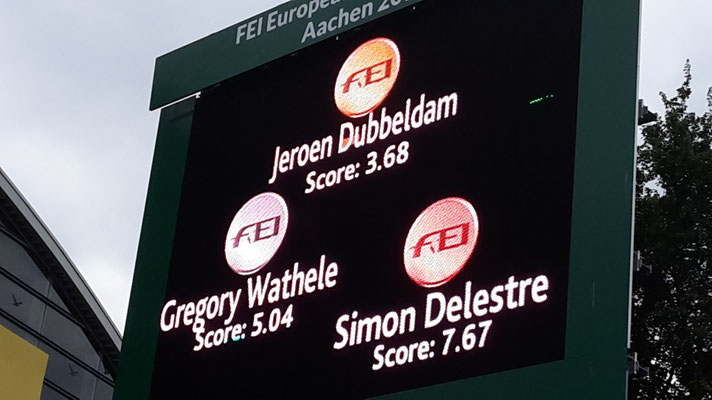 FEI European
Aachen
FEI
Jeroen Dubbeldam
Score: 3.68
FEI
Gregory Wathele
Score: 5.04
FEI
Simon Delestre
Score: 7.67